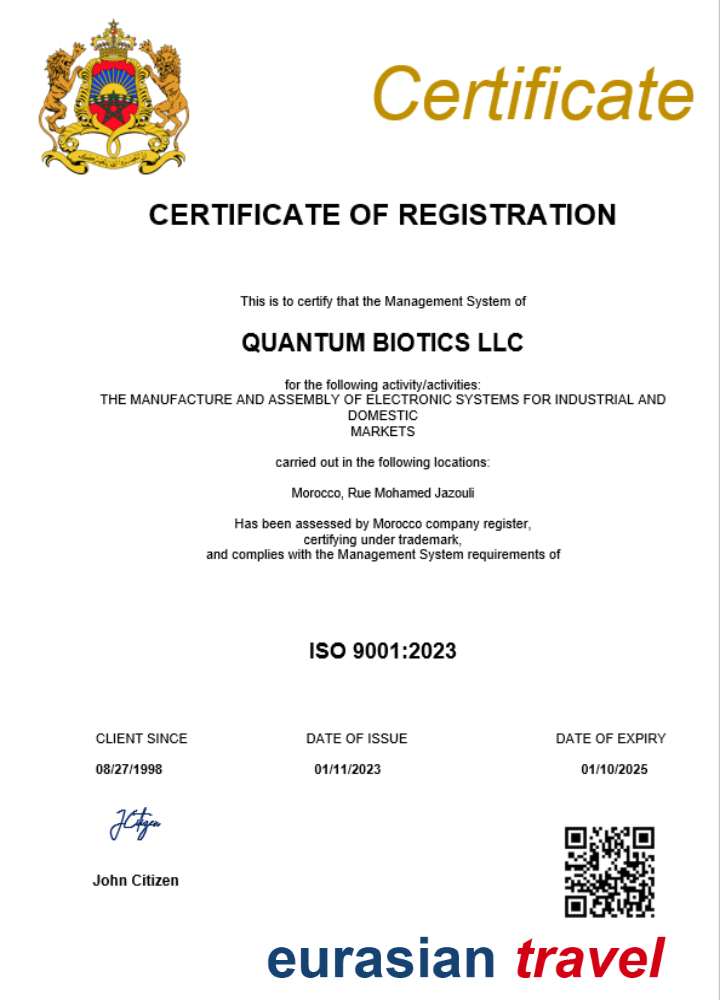 Certificate
CERTIFICATE OF REGISTRATION
This is to certify that the Management System of
QUANTUM BIOTICS LLC
for the following activity/activities:
THE MANUFACTURE AND ASSEMBLY OF ELECTRONIC SYSTEMS FOR INDUSTRIAL AND
DOMESTIC
MARKETS
carried out in the following locations:
Morocco, Rue Mohamed Jazouli
Has been assessed by Morocco company register,
certifying under trademark,
and complies with the Management System requirements of
ISO 9001:2023
CLIENT SINCE DATE OF ISSUE DATE OF EXPIRY
08/27/1998 01/11/2023 01/10/2025
JCitizen
John Citizen
eurasian travel